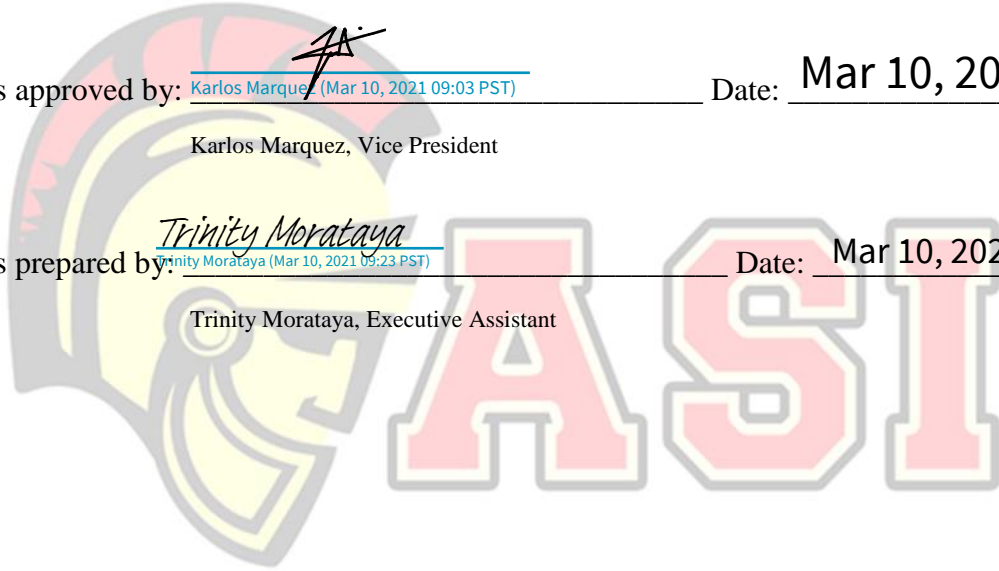 s approved by: Karlos Marquez (Mar 10, 2021 09:03 PST) Date: Mar 10, 20
Karlos Marquez, Vice President
Trinity Morataya
s prepared by: Trinity Morataya (Mar 10, 2021 09:23 PST) Date: Mar 10, 202
Trinity Morataya, Executive Assistant
ASI